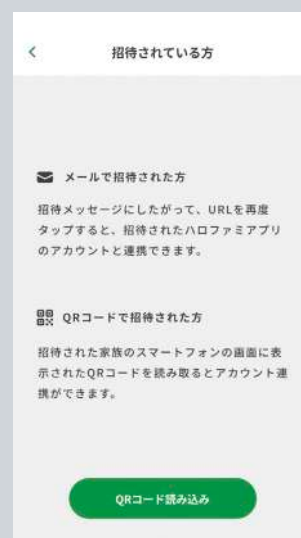 招待されている方
メールで招待された方
招待メッセージにしたがって、URLを再度
タップすると、招待されたハロファミアプリ
のアカウントと連携できます。
QRコードで招待された方
招待された家族のスマートフォンの画面に表
示されたQRコードを読み取るとアカウント連
携ができます。
QRコード読み込み